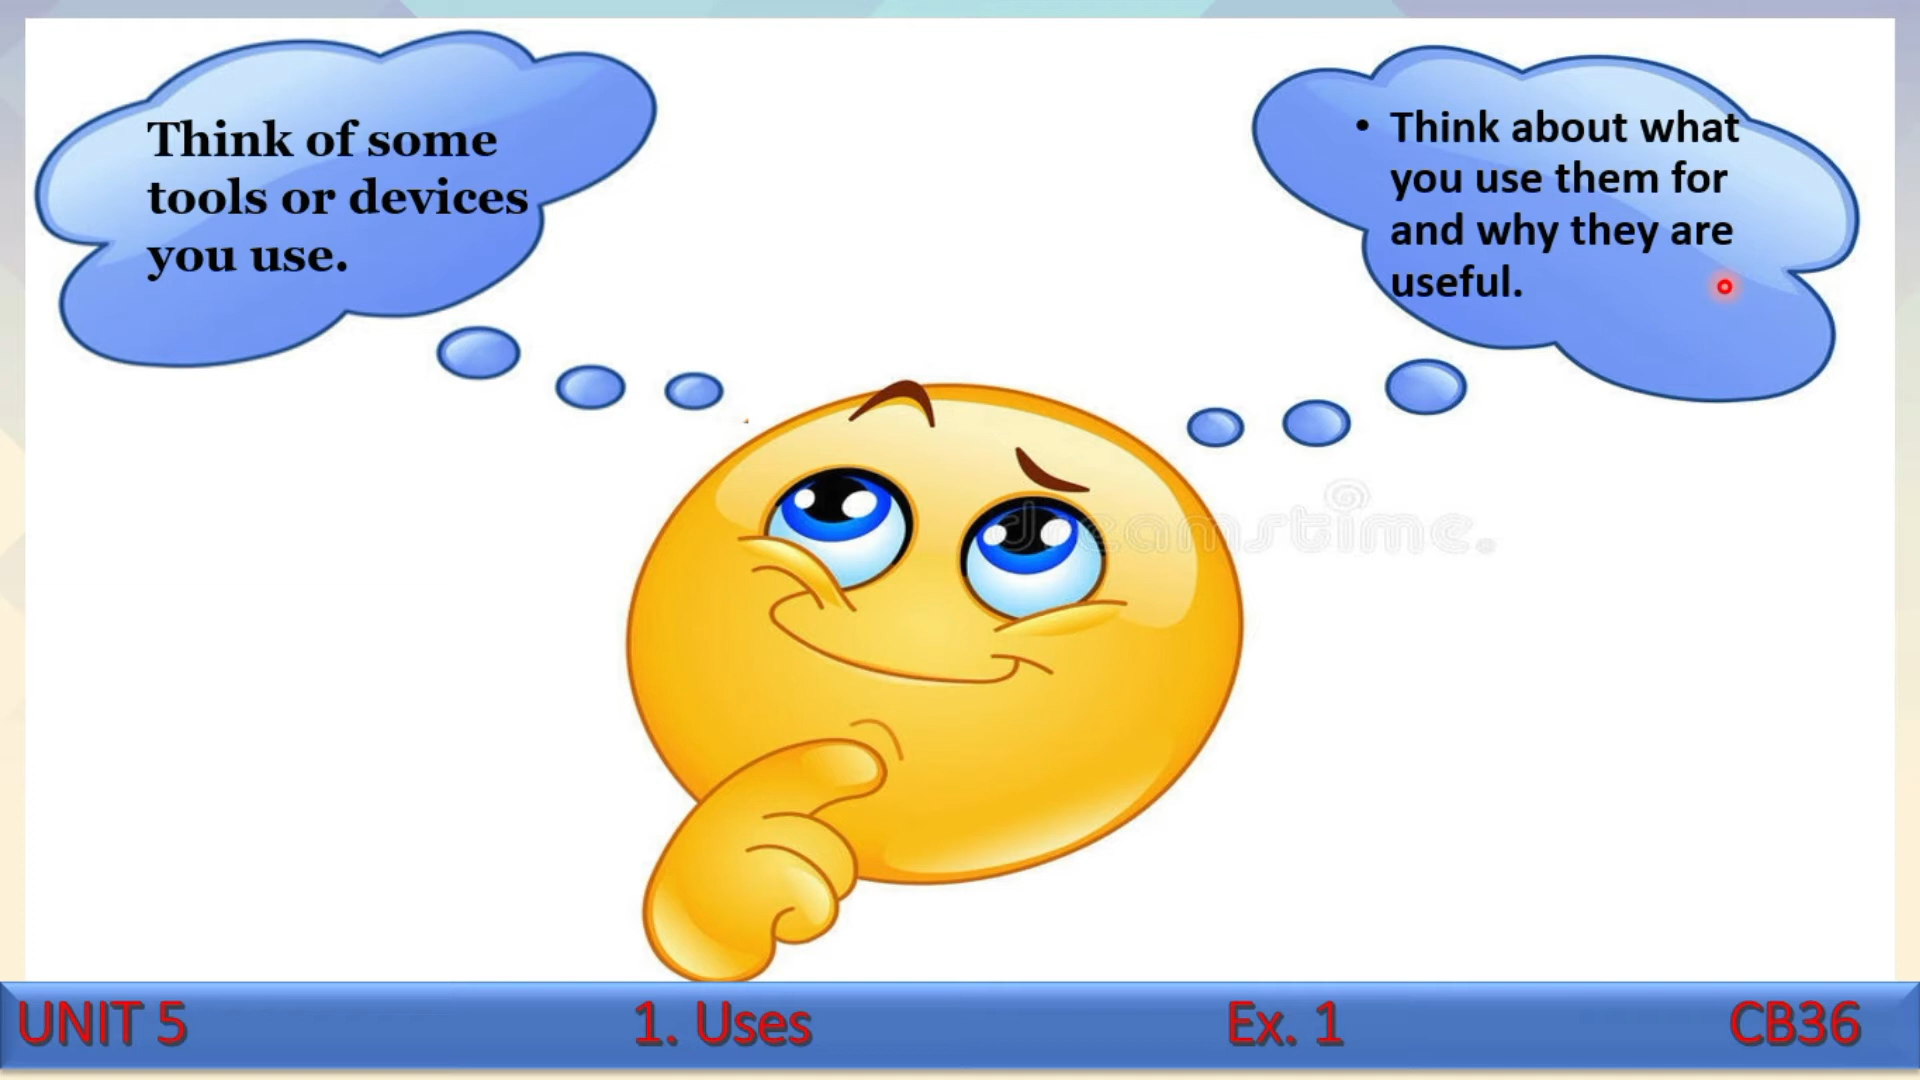 Think of some
tools or devices
you use.
• Think about what
you use them for
and why they are
useful.
dreamstime.
UNIT 5
1. Uses
Ex. 1
CB36